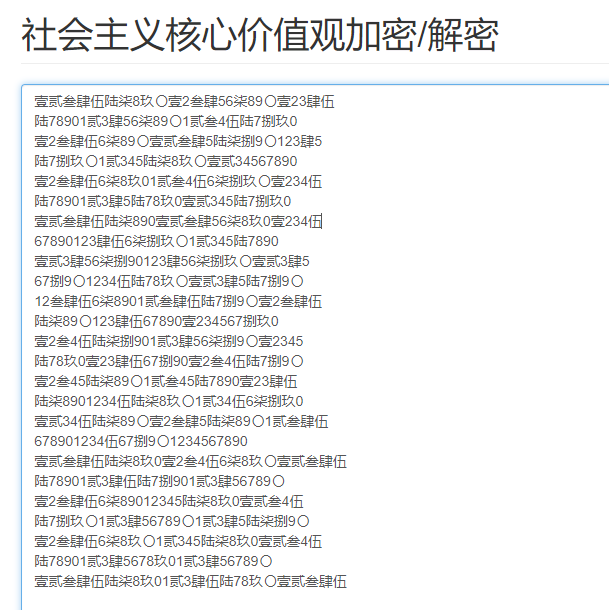 社会主义核心价值观加密/解密
壹贰叁肆伍陆柒8玖〇壹2叁肆56柒89〇壹23肆伍
陆78901贰3肆56柒89〇1贰叁4伍陆7捌玖0
壹2叁肆伍6柒89〇壹贰叁肆5陆柒捌9〇123肆5
陆7捌玖〇1贰345陆柒8玖〇壹贰34567890
壹2叁肆伍6柒8玖01贰叁4伍6柒捌玖〇壹234伍
陆78901贰3肆5陆78玖0壹贰345陆7捌玖0
壹贰叁肆伍陆柒890壹贰叁肆56柒8玖0壹234伍
67890123肆伍6柒捌玖〇1贰345陆7890
壹贰3肆56柒捌90123肆56柒捌玖〇壹贰3肆5
67捌9〇1234伍陆78玖〇壹贰3肆5陆7捌9〇
12叁肆伍6柒8901贰叁肆伍陆7捌9〇壹2叁肆伍
陆柒89〇123肆伍67890壹234567捌玖0
壹2叁4伍陆柒捌901贰3肆56柒捌9〇壹2345
陆78玖0壹23肆伍67捌90壹2叁4伍陆7捌9〇
壹2叁45陆柒89〇1贰叁45陆7890壹23肆伍
陆柒8901234伍陆柒8玖〇1贰34伍6柒捌玖0
壹贰34伍陆柒89〇壹2叁肆5陆柒89〇1贰叁肆伍
678901234伍67捌9〇1234567890
壹贰叁肆伍陆柒8玖0壹2叁4伍6柒8玖〇壹贰叁肆伍
陆78901贰3肆伍陆7捌901贰3肆56789〇
壹2叁肆伍6柒89012345陆柒8玖0壹贰叁4伍
陆7捌玖〇1贰3肆56789〇1贰3肆5陆柒捌9〇
壹2叁肆伍6柒8玖〇1贰345陆柒8玖0壹贰叁4伍
陆78901贰3肆5678玖01贰3肆56789〇
壹贰叁肆伍陆柒8玖01贰3肆伍陆78玖〇壹贰叁肆伍